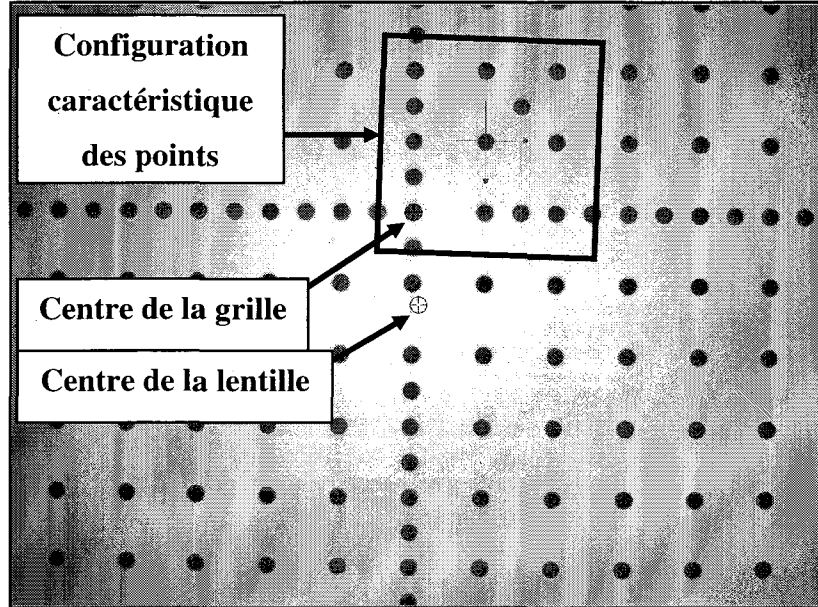 Configuration
caractéristique
des points
Centre de la grille
Centre de la lentille